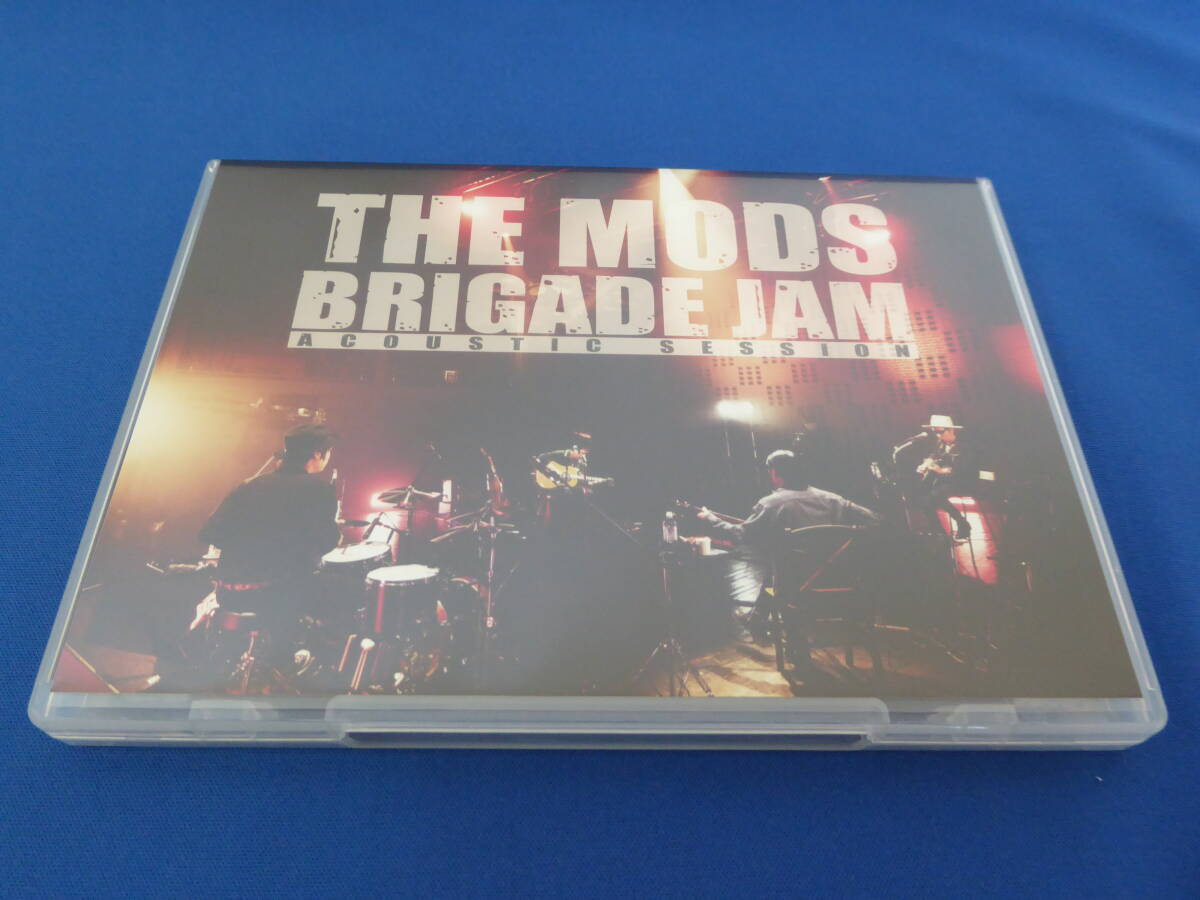 THE MODS
BRIGADE JAM
ACOUSTIC SESSION